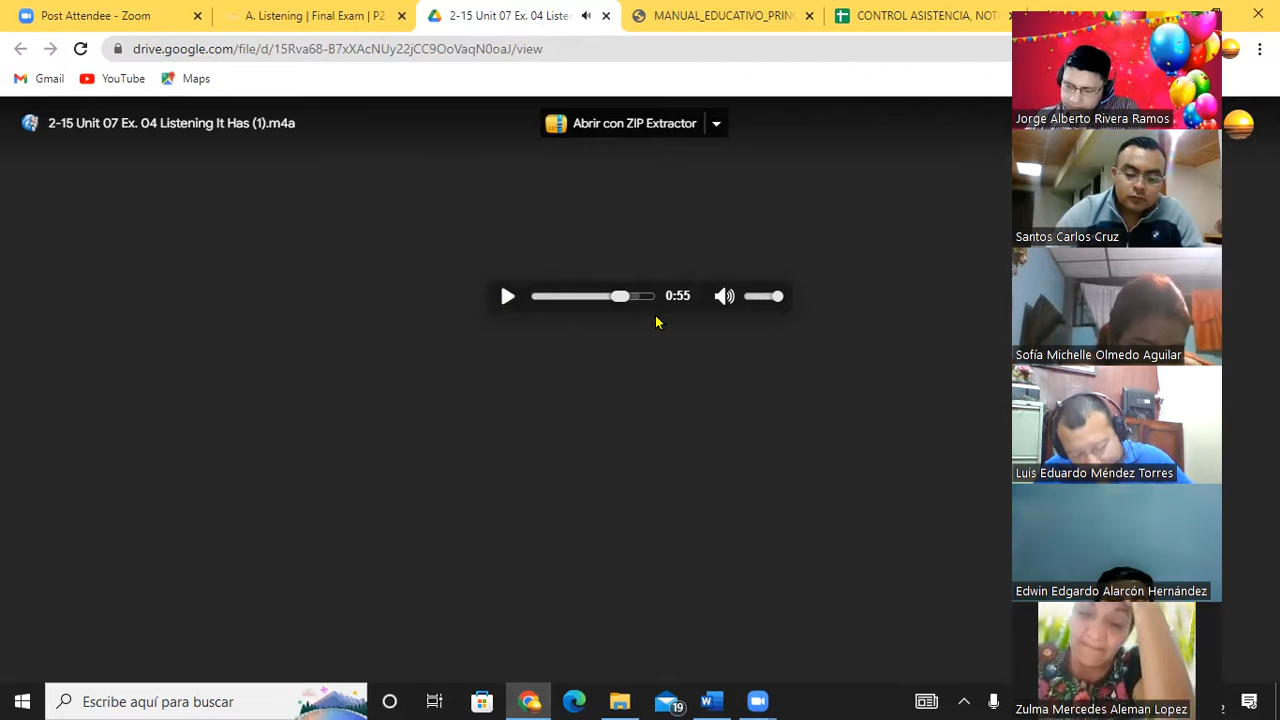 Post Attendee - Zoom
A. Listening | Final Exam | P2
2-15 Unit 07 Ex. 04 Liste
MANUAL_EDUCATIVO_PRINC
CONTROL ASISTENCIA, NOT
drive.google.com/file/d/15Rva68-B7xXAcNUy22jCC9OoVaqN0oaJ/view
Gmail
YouTube
Maps
2-15 Unit 07 Ex. 04 Listening It Has (1).m4a
Abrir con ZIP Extractor
0:55
Jorge Alberto Rivera Ramos
Santos Carlos Cruz
Sofía Michelle Olmedo Aguilar
Luis Eduardo Méndez Torres
Edwin Edgardo Alarcón Hernández
Zulma Mercedes Aleman Lopez
Escribe aquí para buscar
19